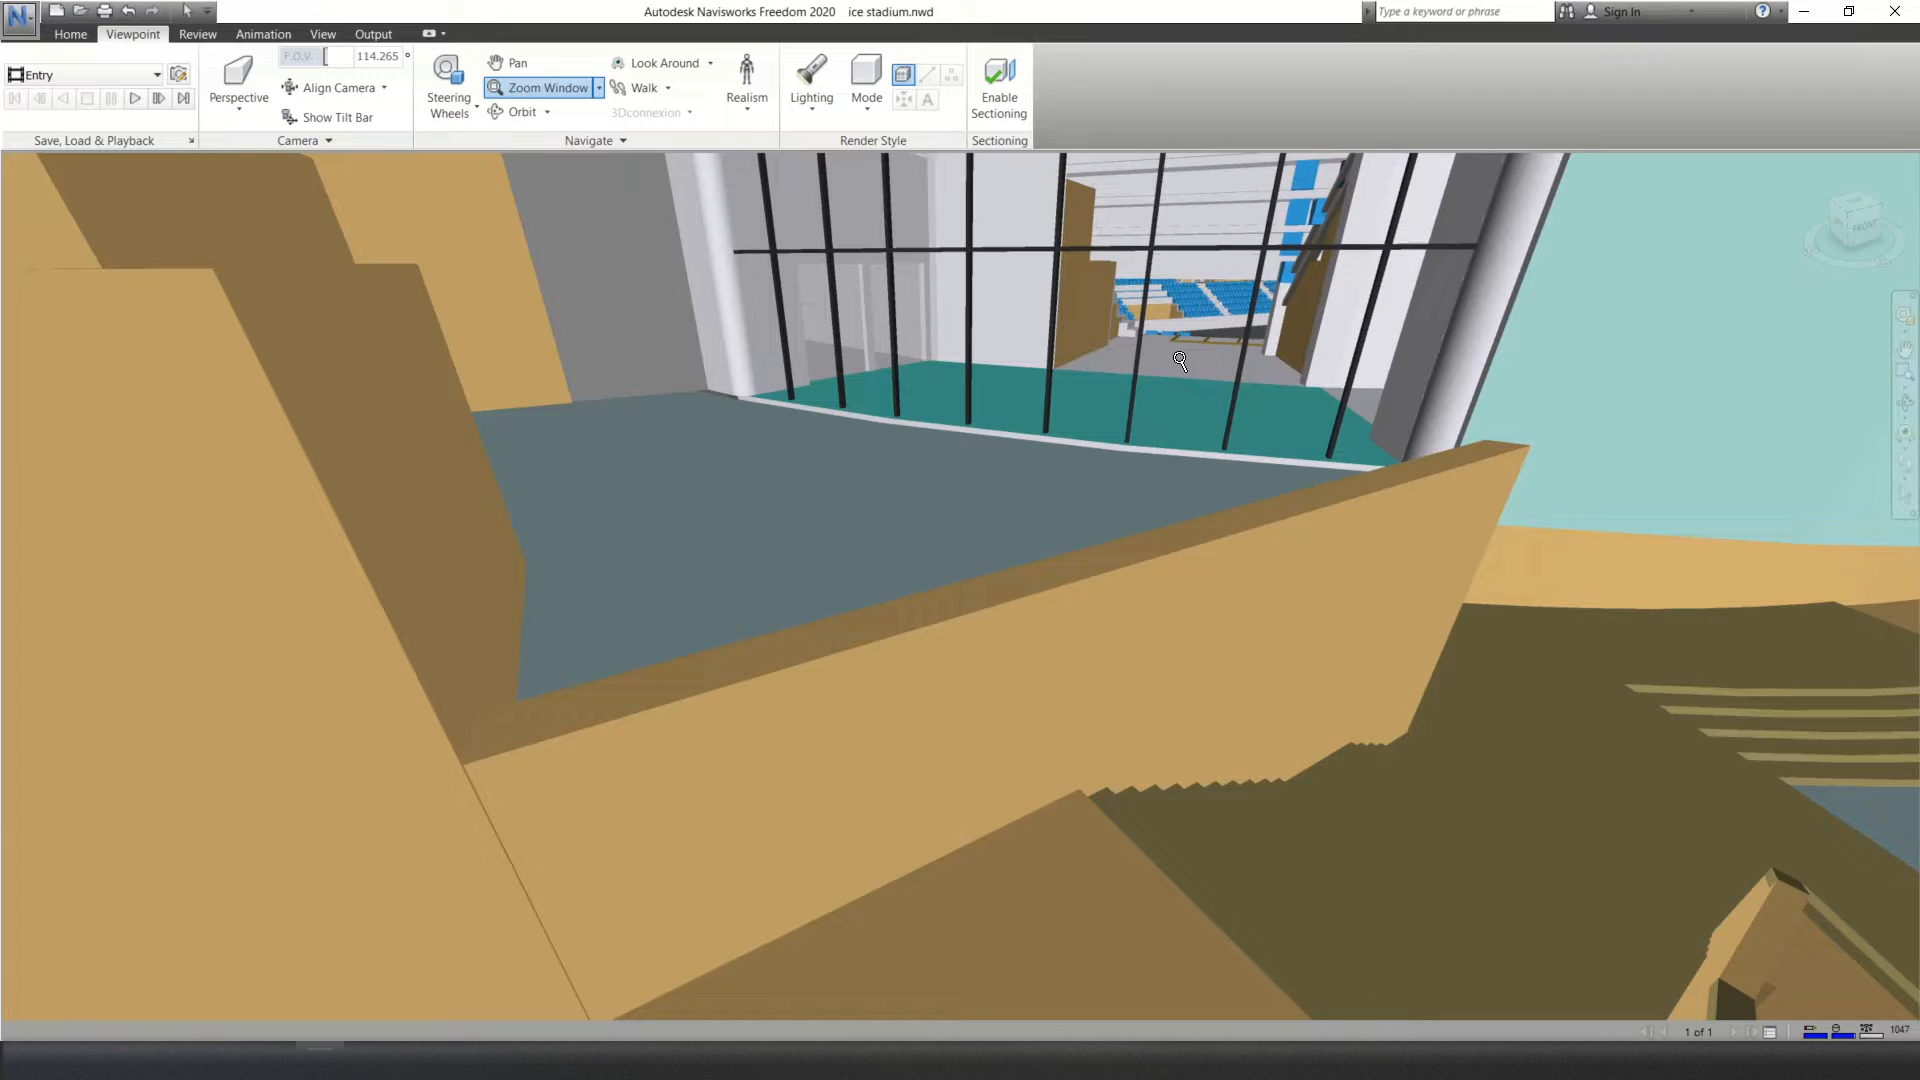 N
Autodesk Navisworks Freedom 2020 ice stadium.nwd
Type a keyword or phrase
Sign In
?
Home Viewpoint Review Animation View Output
Entry
Save, Load & Playback
Perspective
F.O.V. 114.265 °
Align Camera
Show Tilt Bar
Camera
Steering
Wheels
Pan
Zoom Window
Orbit
Look Around
Walk
3Dconnexion
Realism
Navigate
Lighting
Mode
A
Render Style
Enable
Sectioning
Sectioning
FRONT
1 of 1
1047